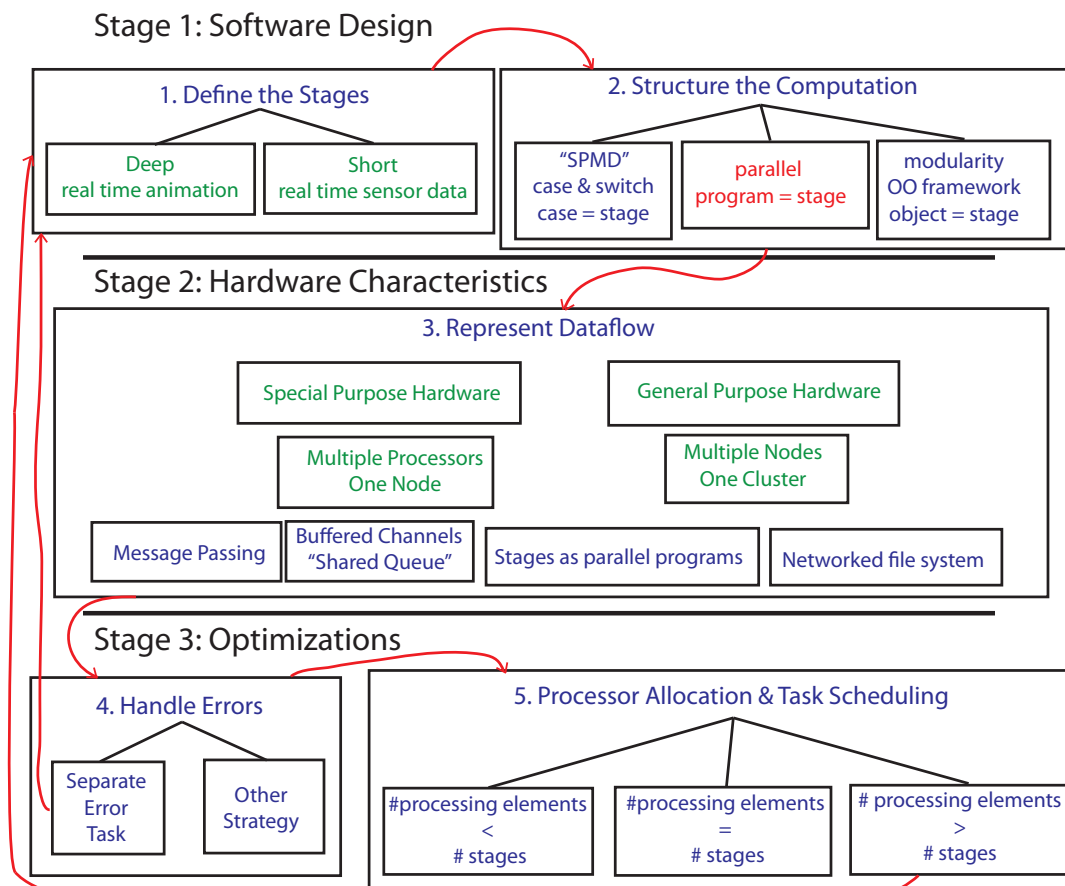 Stage 1: Software Design
1. Define the Stages
Deep
real time animation
Short
real time sensor data
2. Structure the Computation
“SPMD”
case & switch
case = stage
parallel
program = stage
modularity
OO framework
object = stage
Stage 2: Hardware Characteristics
3. Represent Dataflow
Special Purpose Hardware
General Purpose Hardware
Multiple Processors
One Node
Multiple Nodes
One Cluster
Message Passing
Buffered Channels
“Shared Queue”
Stages as parallel programs
Networked file system
Stage 3: Optimizations
4. Handle Errors
Separate
Error
Task
Other
Strategy
5. Processor Allocation & Task Scheduling
#processing elements
<
# stages
#processing elements
=
# stages
# processing elements
>
# stages